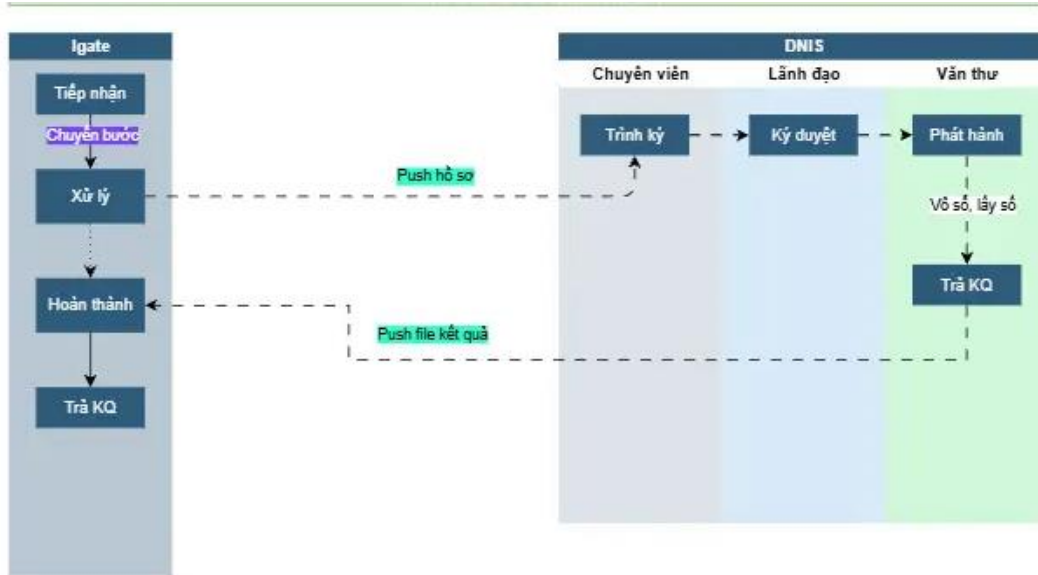 Igate
DNIS
Chuyên viên
Lãnh đạo
Văn thư
Tiếp nhận
Chuyển bước
Trình ký
Ký duyệt
Phát hành
Push hồ sơ
Xử lý
Vô số, lấy số
Trả KQ
Hoàn thành
Push file kết quả
Trả KQ